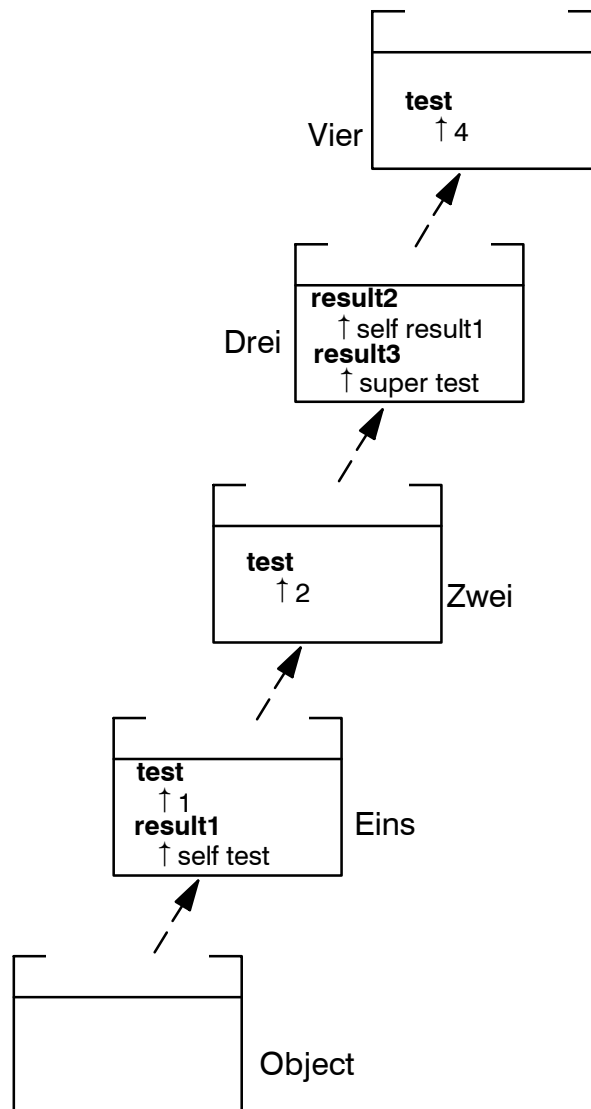 test
↑ 4
Vier
result2
↑ self result1
Drei
result3
↑ super test
test
↑ 2
Zwei
test
↑ 1
result1
Eins
↑ self test
Object